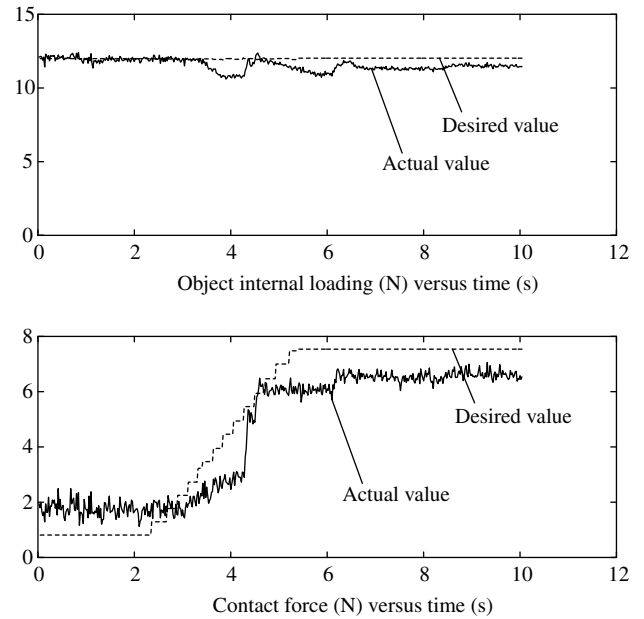 15
10
5
0
Desired value
Actual value
0 2 4 6 8 10 12
Object internal loading (N) versus time (s)
8
6
4
2
0
Desired value
Actual value
0 2 4 6 8 10 12
Contact force (N) versus time (s)